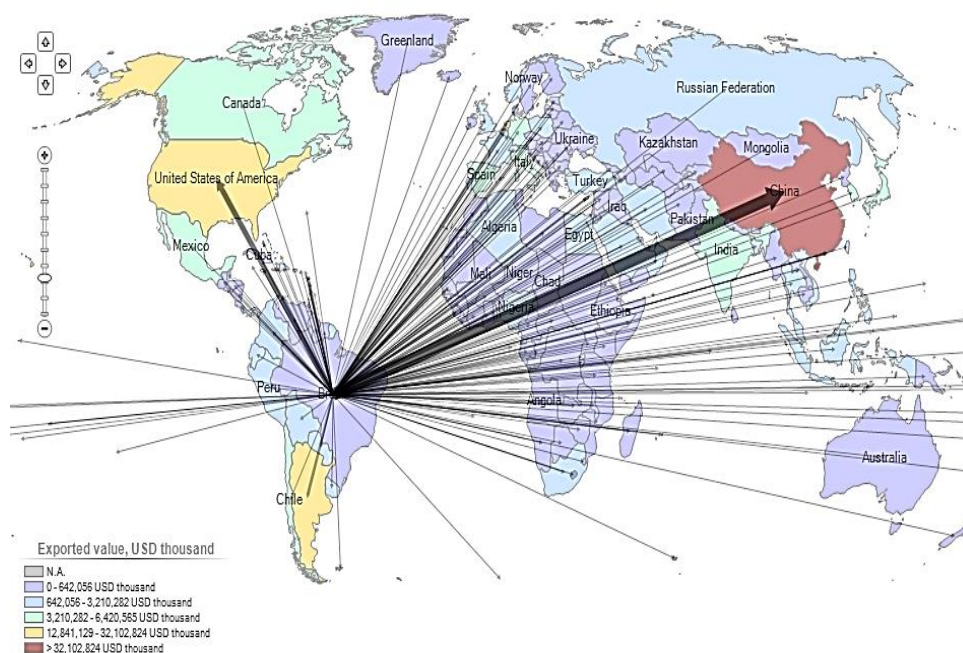 Greenland
Norway
Russian Federation
Canada
Ukraine
Kazakhstan
Mongolia
Spain
Italy
Turkey
China
United States of America
Iraq
Pakistan
Algeria
Egypt
India
Mexico
Cuba
Mali
Niger
Chad
Nigeria
Ethiopia
Peru
Angola
Australia
Chile
Exported value, USD thousand
N.A.
0 - 642,056 USD thousand
642,056 - 3,210,282 USD thousand
3,210,282 - 6,420,565 USD thousand
12,841,129 - 32,102,824 USD thousand
> 32,102,824 USD thousand